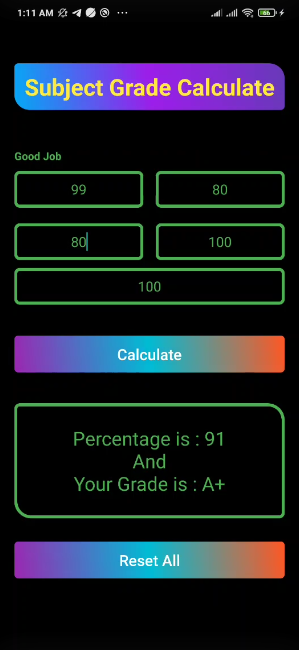 1:11 AM
66
Subject Grade Calculate
Good Job
99 80
80 100
100
Calculate
Percentage is : 91
And
Your Grade is : A+
Reset All